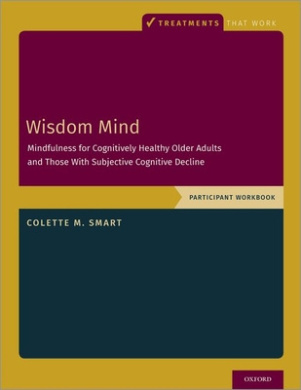 ✓ TREATMENTS THAT WORK
Wisdom Mind
Mindfulness for Cognitively Healthy Older Adults
and Those With Subjective Cognitive Decline
PARTICIPANT WORKBOOK
COLETTE M. SMART
OXFORD